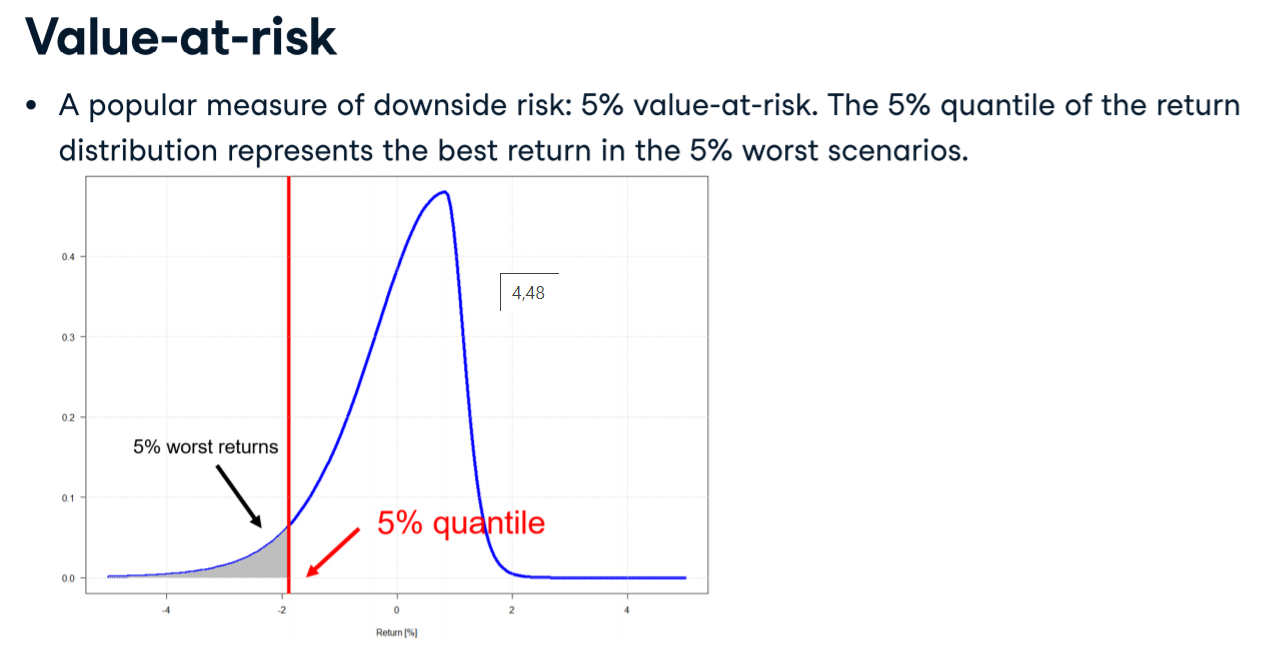 Value-at-risk
• A popular measure of downside risk: 5% value-at-risk. The 5% quantile of the return
distribution represents the best return in the 5% worst scenarios.
0.4
4,48
0.3
0.2
5% worst returns
0.1
5% quantile
0.0
-4 -2 0 2 4
Return [%]